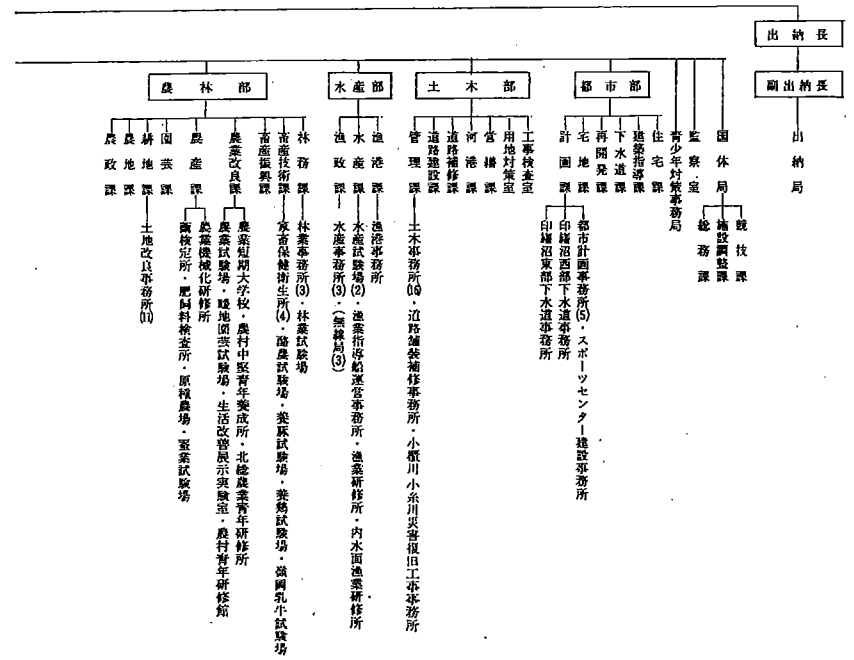 出納長
副出納長
出納局
国体局
競技課
施設調整課
総務課
監察室
青少年対策事務局
都市部
住宅課
建築指導課
下水道課
再開発課
宅地課
計画課
都市計画事務所(5)・スポーツセンター建設事務所
印旛沼西部下水道事務所
印旛沼東部下水道事務所
土木部
工事検査室
用地対策室
営繕課
河港課
道路補修課
道路建設課
管理課
土木事務所(16)・道路舗装補修事務所・小櫃川小糸川災害復旧工事事務所
水産部
漁港課
漁港事務所
水産課
水産試験場(2)・漁業指導船運営事務所・漁業研修所・内水面漁業研修所
漁政課
水産事務所(3)・(無線局(3))
農林部
林務課
林業事務所(3)・林業試験場
畜産技術課
家畜保健衛生所(4)・酪農試験場・養豚試験場・養鶏試験場・嶺岡乳牛試験場
畜産振興課
農業改良課
農業短期大学校・農村中堅青年養成所・北総農業青年研修所
農業試験場・暖地園芸試験場・生活改善展示実験室・農村青年研修館
農産課
農業機械化研修所
繭検定所・肥飼料検査所・原種農場・蚕業試験場
園芸課
耕地課
土地改良事務所(11)
農地課
農政課